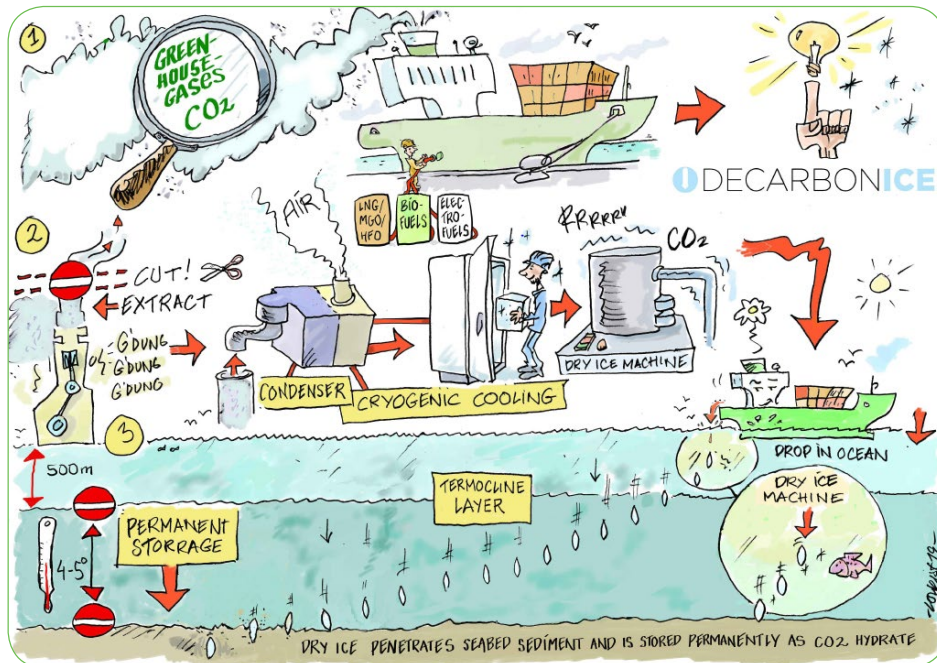 1
GREEN-
HOUSE-
GASES
CO2
LNG/
MGO/
HFO
BIO-
FUELS
ELEC-
TRO-
FUELS
DECARBONICE
2
CUT!
EXTRACT
G'DUNG
G'DUNG
G'DUNG
AIR
CONDENSER
CRYOGENIC COOLING
RRRRRR
CO2
DRY ICE MACHINE
3
500m
DROP IN OCEAN
DRY ICE
MACHINE
TERMOCLINE
LAYER
PERMANENT
STORRAGE
4-5°
DRY ICE PENETRATES SEABED SEDIMENT AND IS STORED PERMANENTLY AS CO2 HYDRATE